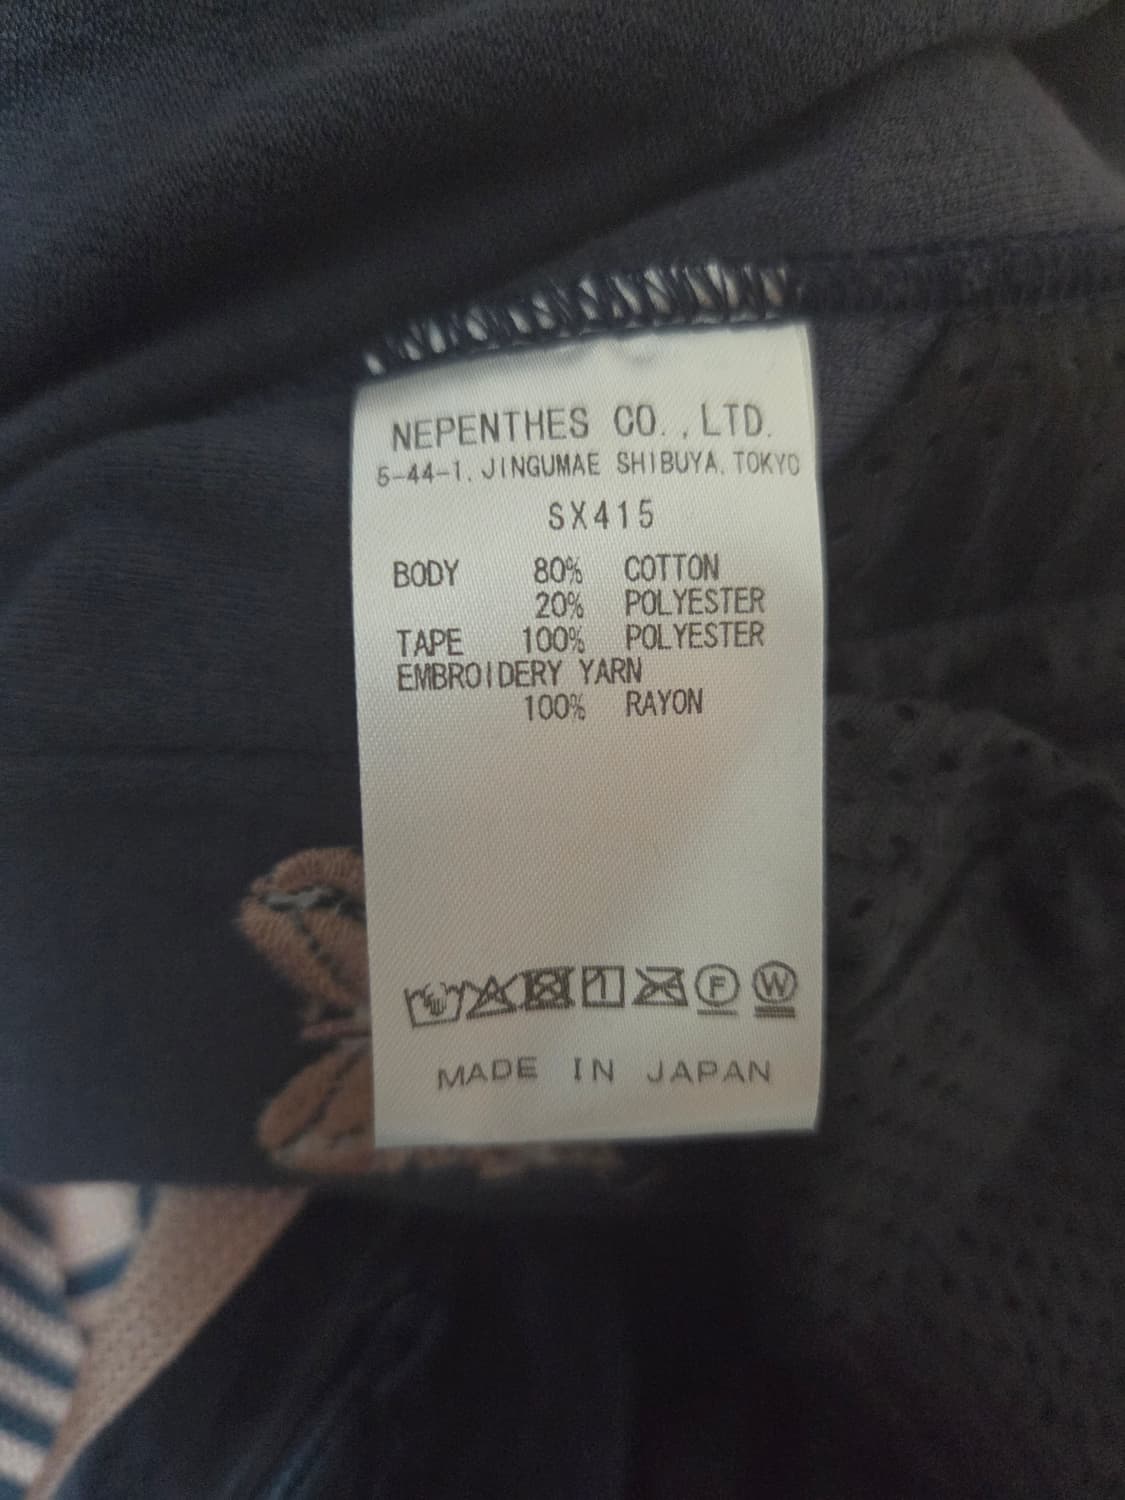 NEPENTHES CO.,LTD.
5-44-1, JINGUMAE SHIBUYA, TOKYO
SX415
BODY 80% COTTON
20% POLYESTER
TAPE 100% POLYESTER
EMBROIDERY YARN
100% RAYON
F W
MADE IN JAPAN